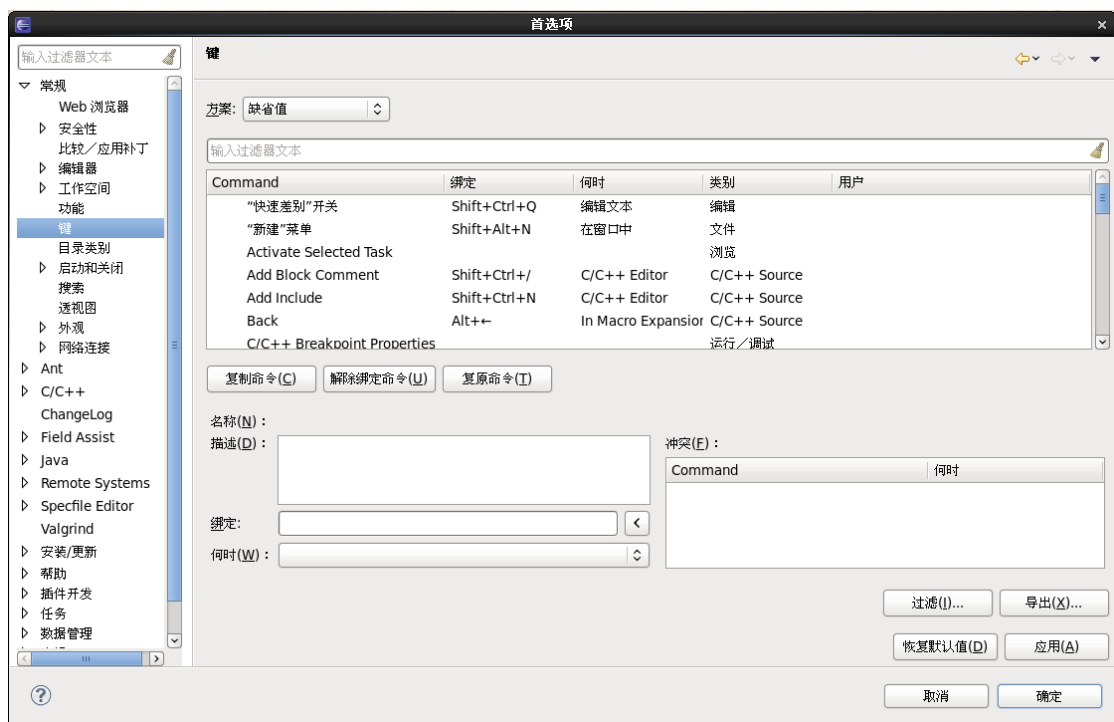 首选项
输入过滤器文本
常规
Web 浏览器
安全性
比较／应用补丁
编辑器
工作空间
功能
键
目录类别
启动和关闭
搜索
透视图
外观
网络连接
Ant
C/C++
ChangeLog
Field Assist
Java
Remote Systems
Specfile Editor
Valgrind
安装/更新
帮助
插件开发
任务
数据管理
键
方案: 缺省值
输入过滤器文本
Command 绑定 何时 类别 用户
“快速差别”开关 Shift+Ctrl+Q 编辑文本 编辑
“新建”菜单 Shift+Alt+N 在窗口中 文件
Activate Selected Task 浏览
Add Block Comment Shift+Ctrl+/ C/C++ Editor C/C++ Source
Add Include Shift+Ctrl+N C/C++ Editor C/C++ Source
Back Alt+← In Macro Expansion C/C++ Source
C/C++ Breakpoint Properties 运行／调试
复制命令(C) 解除绑定命令(U) 复原命令(T)
名称(N)：
描述(D)：
冲突(F)：
Command 何时
绑定:
何时(W)：
过滤(I)... 导出(X)...
恢复默认值(D) 应用(A)
取消 确定